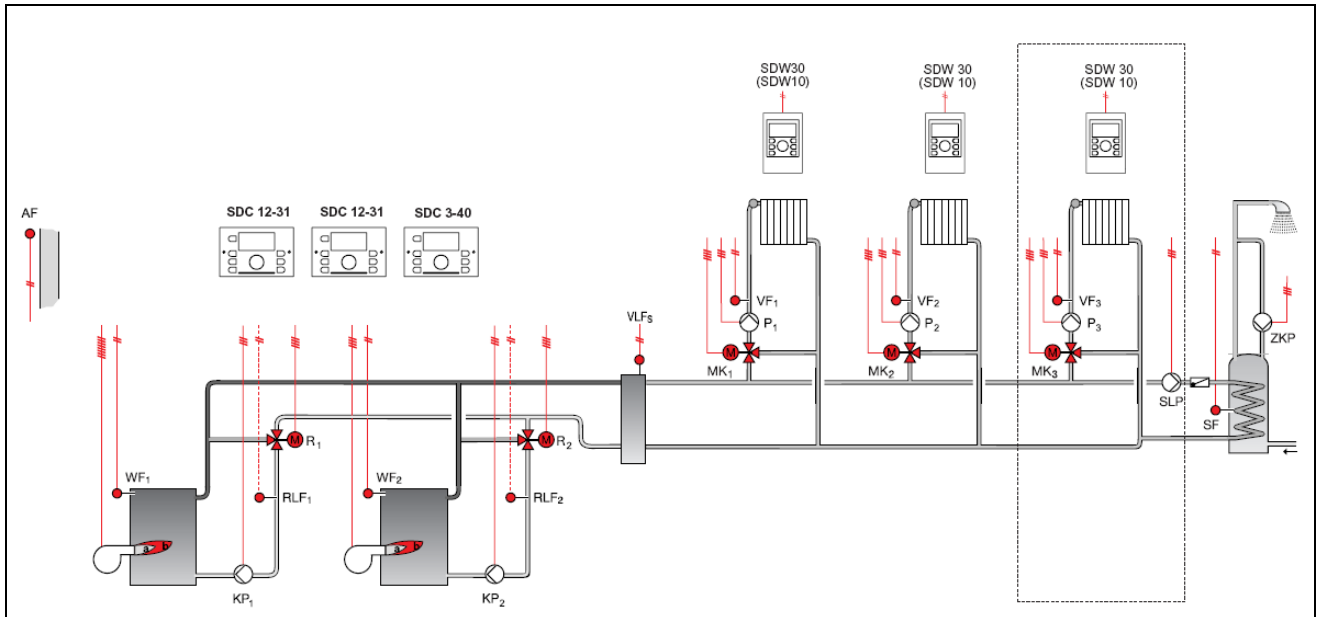 SDW30
(SDW10)
SDW 30
(SDW 10)
SDW 30
(SDW 10)
AF
SDC 12-31
SDC 12-31
SDC 3-40
VLFS
VF1
VF2
VF3
P1
P2
P3
ZKP
MK1
MK2
MK3
SLP
SF
M
M
M
M
R1
M
R2
WF1
RLF1
WF2
RLF2
a
b
a
b
KP1
KP2